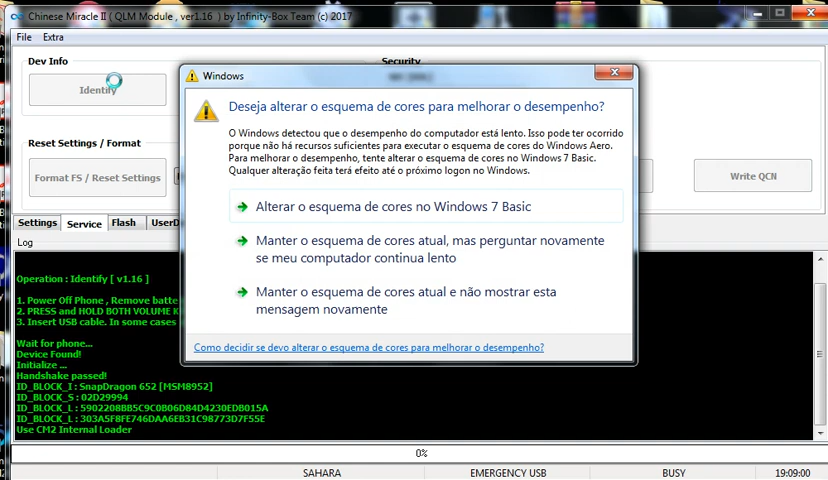 Chinese Miracle II ( QLM Module , ver1.16 ) by Infinity-Box Team (c) 2017
File Extra
Dev Info
Security
Identify
Windows
Deseja alterar o esquema de cores para melhorar o desempenho?
O Windows detectou que o desempenho do computador está lento. Isso pode ter ocorrido
porque não há recursos suficientes para executar o esquema de cores do Windows Aero.
Para melhorar o desempenho, tente alterar o esquema de cores no Windows 7 Basic.
Qualquer alteração feita terá efeito até o próximo logon no Windows.
Alterar o esquema de cores no Windows 7 Basic
Manter o esquema de cores atual, mas perguntar novamente
se meu computador continua lento
Manter o esquema de cores atual e não mostrar esta
mensagem novamente
Como decidir se devo alterar o esquema de cores para melhorar o desempenho?
Reset Settings / Format
Format FS / Reset Settings
Write QCN
Settings Service Flash UserD
Log
Operation : Identify [ v1.16 ]
1. Power Off Phone , Remove batte
2. PRESS and HOLD BOTH VOLUME K
3. Insert USB cable. In some cases
Wait for phone...
Device Found!
Initialize ...
Handshake passed!
ID_BLOCK_I : SnapDragon 652 [MSM8952]
ID_BLOCK_S : 02D29994
ID_BLOCK_L : 5902208BB5C9C0B06D84D4230EDB015A
ID_BLOCK_L : 303A5F8FE746DAA6EB31C98773D7F55E
Use CM2 Internal Loader
0%
SAHARA EMERGENCY USB BUSY 19:09:00